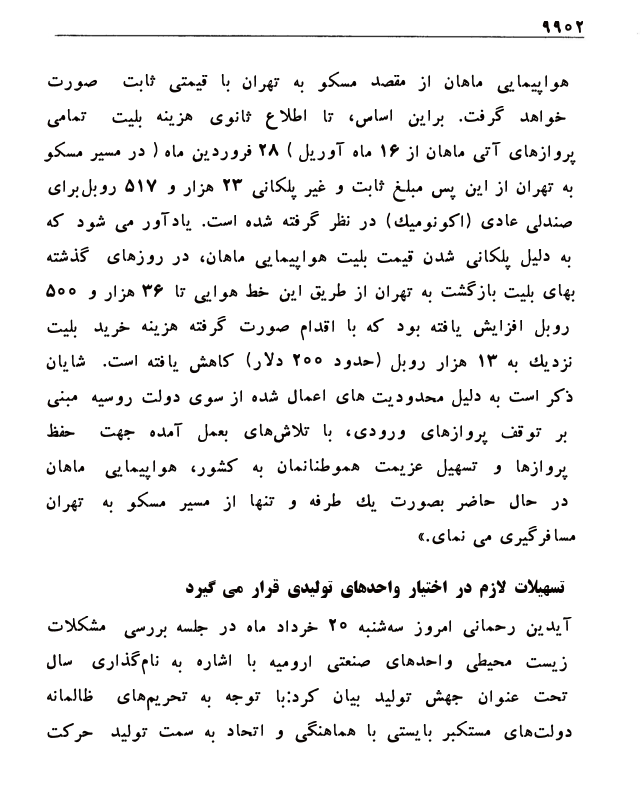 ۹۹۰۲
هواپیمایی ماهان از مقصد مسکو به تهران با قیمتی ثابت صورت
خواهد گرفت. براین اساس، تا اطلاع ثانوی هزینه بلیت تمامی
پروازهای آتی ماهان از ۱۶ ماه آوریل ) ۲۸ فروردین ماه ( در مسیر مسکو
به تهران از این پس مبلغ ثابت و غیر پلکانی ۲۳ هزار و ۵۱۷ روبل‌برای
صندلی عادی (اکونومیك) در نظر گرفته شده است. یادآور می شود که
به دلیل پلکانی شدن قیمت بلیت هواپیمایی ماهان، در روزهای گذشته
بهای بلیت بازگشت به تهران از طریق این خط هوایی تا ۳۶ هزار و ۵۰۰
روبل افزایش یافته بود که با اقدام صورت گرفته هزینه خرید بلیت
نزدیك به ۱۳ هزار روبل (حدود ۲۰۰ دلار) کاهش یافته است. شایان
ذکر است به دلیل محدودیت های اعمال شده از سوی دولت روسیه مبنی
بر توقف پروازهای ورودی، با تلاش‌های بعمل آمده جهت حفظ
پروازها و تسهیل عزیمت هموطنانمان به کشور، هواپیمایی ماهان
در حال حاضر بصورت یك طرفه و تنها از مسیر مسکو به تهران
مسافرگیری می نمای.»
تسهیلات لازم در اختیار واحدهای تولیدی قرار می گیرد
آیدین رحمانی امروز سه‌شنبه ۲۰ خرداد ماه در جلسه بررسی مشکلات
زیست محیطی واحدهای صنعتی ارومیه با اشاره به نام‌گذاری سال
تحت عنوان جهش تولید بیان کرد:با توجه به تحریم‌های ظالمانه
دولت‌های مستکبر بایستی با هماهنگی و اتحاد به سمت تولید حرکت